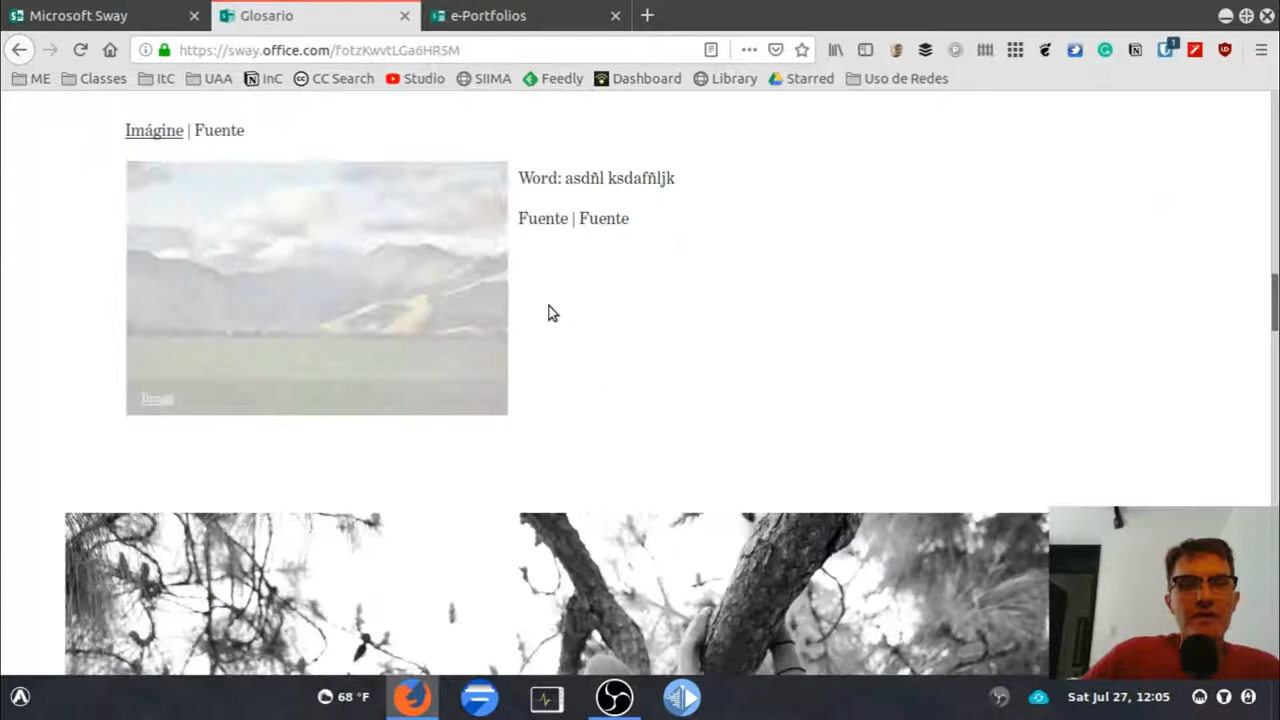 Microsoft Sway
Glosario
e-Portfolios
https://sway.office.com/fotzKwvtLGa6HR5M
1
ME
Classes
ItC
UAA
InC
CC Search
Studio
SIIMA
Feedly
Dashboard
Library
Starred
Uso de Redes
Imágine | Fuente
Word: asdñl ksdafñljk
Fuente | Fuente
68 °F
Sat Jul 27, 12:05